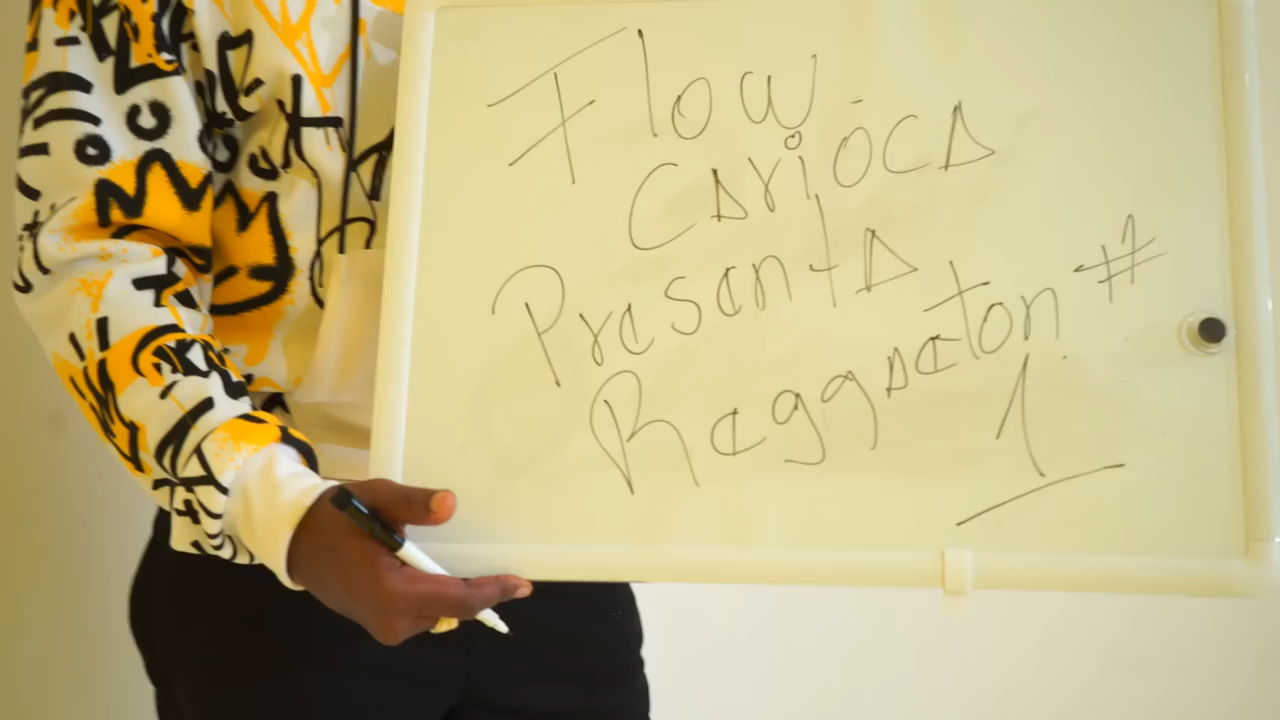 Flow
Carioca
Presenta
Reggaeton #
1